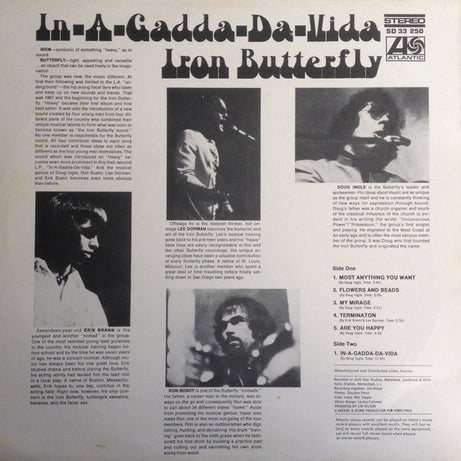 In-A-Gadda-Da-Vida
Iron Butterfly
STEREO
SD 33 250
ATLANTIC
IRON—symbolic of something "heavy," as in
sound.
BUTTERFLY—light, appealing and versatile
...an object that can be used freely in the imagi-
nation.
The group was new, the music different. At
first their following was limited to the L.A. "un-
derground"—the hip young local fans who listen
and keep up on new sounds and trends. That
was 1967 and the beginning for the Iron Butter-
fly. "Heavy" became their first album and first
best seller. It was also the introduction of a new
sound created by four young men from four dif-
ferent parts of the country who combined their
unique musical talents to form what was soon to
become known as "the Iron Butterfly sound."
No one member is responsible for the Butterfly
sound. All four contribute ideas to each song
that is recorded and those ideas are often as
different as the four young men themselves. The
sound which was introduced on "Heavy" be-
comes even more prominent in this their second
L.P., "In-A-Gadda-Da-Vida." And the musical
genius of Doug Ingle, Ron Bushy, Lee Dorman,
and Erik Brann becomes even more obvious
than before.
Offstage he is the deepest thinker, but on-
stage LEE DORMAN becomes the humorist and
wit of the Iron Butterfly. Lee's musical training
goes back to his pre-teen years and his "heavy"
bass lines are easily recognizable in this and
the other Butterfly recordings. His unique ar-
ranging ideas have been a valuable contribution
at every Butterfly phase. A native of St. Louis,
Missouri, Lee is another member who spent a
great deal of time travelling before finally set-
tling down in San Diego two years ago.
DOUG INGLE is the Butterfly's leader and
spokesman. His ideas about music are as unique
as the group itself and he is constantly thinking
of new ways for expression through sound.
Doug's father was a church organist and much
of the classical influence of the church is evi-
dent in his writing (he wrote "Unconscious
Power"/"Possession," the group's first single)
and playing. He migrated to the West Coast at
an early age and is often the most serious mem-
ber of the group. It was Doug who first founded
the Iron Butterfly and originated the name.
Seventeen-year-old ERIK BRANN is the
youngest and another "rooted" in the group.
One of the most talented young lead guitarists
in the country, his musical training began be-
fore school and by the time he was seven years
of age, he was a concert violinist. Although mu-
sic has always been his one great love, Erik
studied drama and before joining the Butterfly,
his acting ability had landed him the lead role
in a local play. A native of Boston, Massachu-
setts, Erik hopes to, one day, continue in the
acting field. Right now, however, his only con-
cern is the Iron Butterfly, turtleneck sweaters,
bananas, and the fairer sex.
RON BUSHY is one of the Butterfly "nomads."
His father, a career man in the military, was al-
ways on the go and consequently Ron was able
to call about 34 different states "home." Aside
from promoting his musical genius, travel also
made Ron one of the most out-going of the four
members. Ron is also an outdoorsman who digs
fishing, hunting, and skindiving. His drum "train-
ing" goes back to the sixth grade when he fash-
ioned his first drum by building a practice pad
and cutting out and varnishing his own drum
sticks from wood.
Side One
1. MOST ANYTHING YOU WANT
2. FLOWERS AND BEADS
3. MY MIRAGE
4. TERMINATON
5. ARE YOU HAPPY
Side Two
1. IN-A-GADDA-DA-VIDA